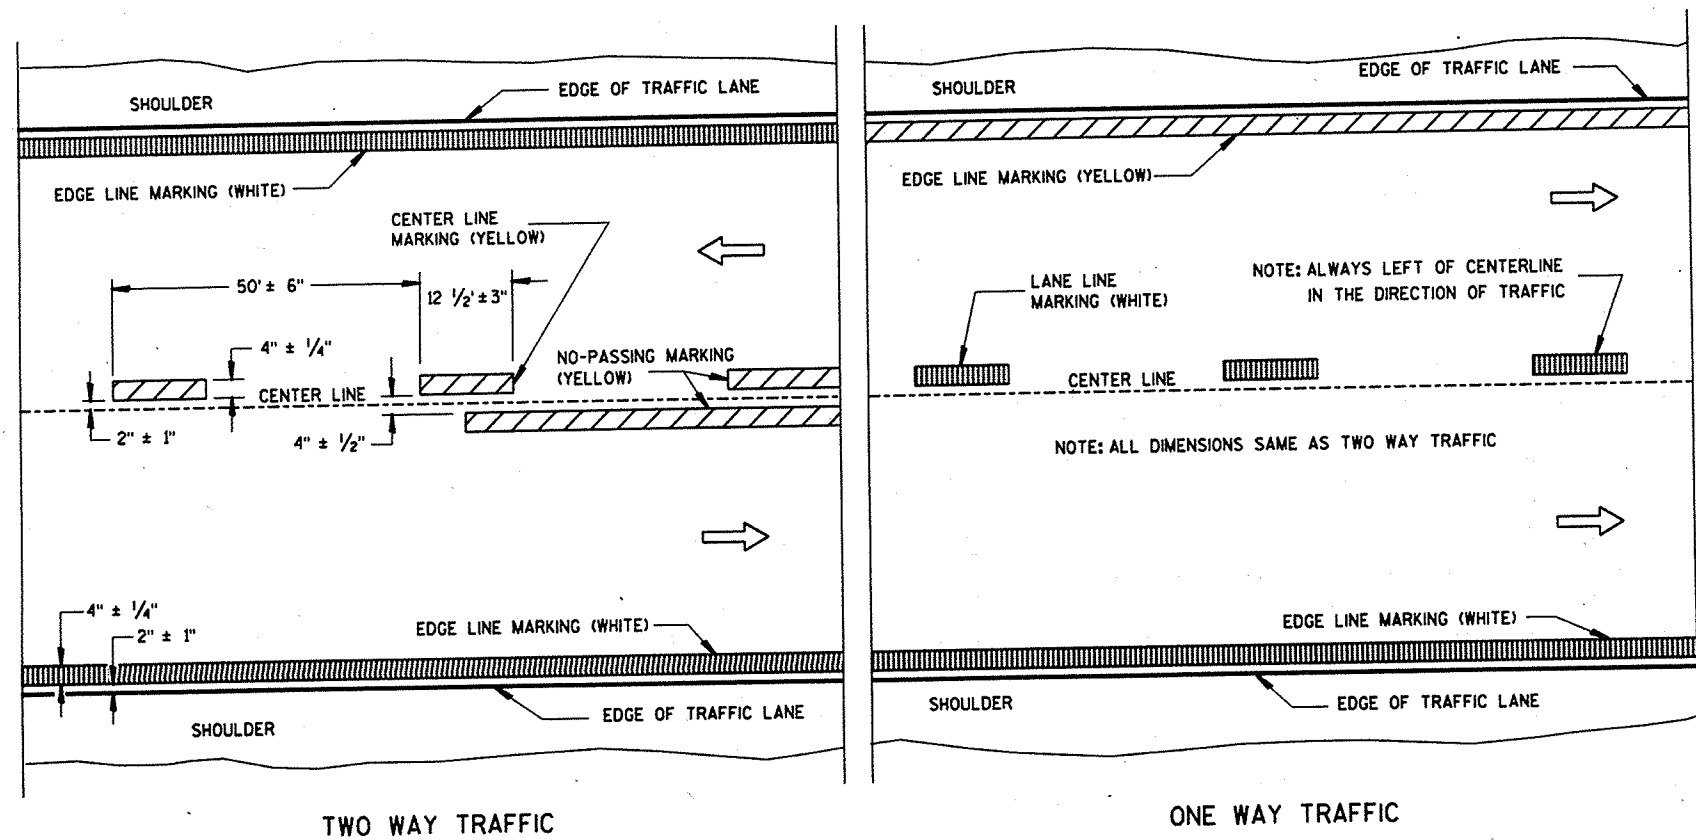 SHOULDER
EDGE OF TRAFFIC LANE
EDGE LINE MARKING (WHITE)
CENTER LINE
MARKING (YELLOW)
50' ± 6"
12 ½' ± 3"
4" ± ¼"
NO-PASSING MARKING
(YELLOW)
CENTER LINE
2" ± 1"
4" ± ½"
4" ± ¼"
2" ± 1"
EDGE LINE MARKING (WHITE)
EDGE OF TRAFFIC LANE
SHOULDER
TWO WAY TRAFFIC
EDGE OF TRAFFIC LANE
SHOULDER
EDGE LINE MARKING (YELLOW)
LANE LINE
MARKING (WHITE)
NOTE: ALWAYS LEFT OF CENTERLINE
IN THE DIRECTION OF TRAFFIC
CENTER LINE
NOTE: ALL DIMENSIONS SAME AS TWO WAY TRAFFIC
EDGE LINE MARKING (WHITE)
SHOULDER
EDGE OF TRAFFIC LANE
ONE WAY TRAFFIC